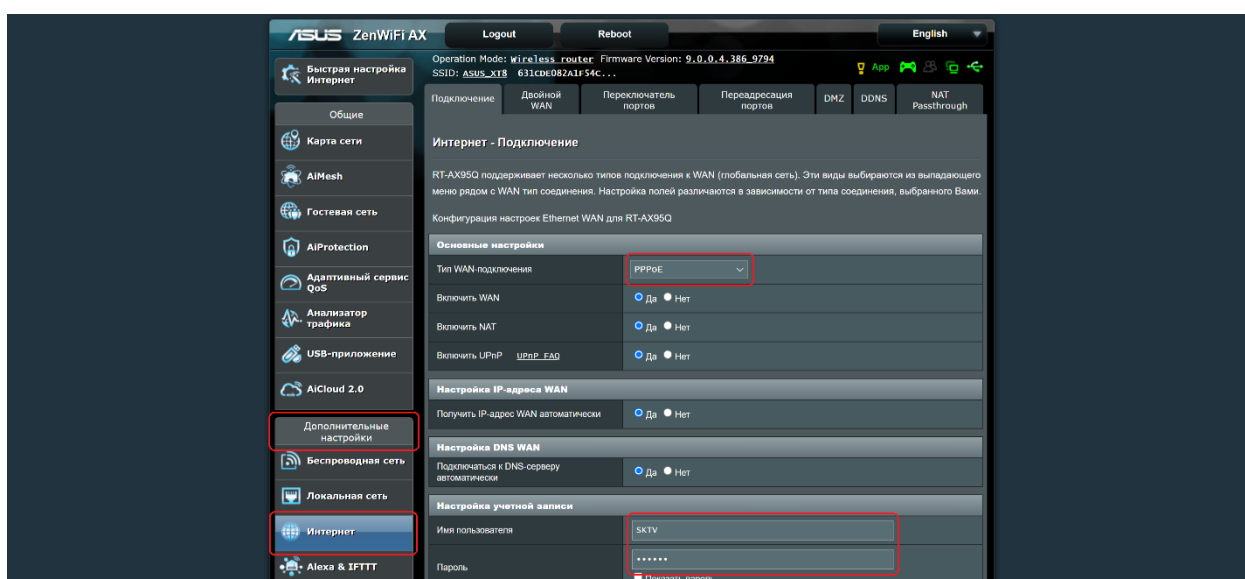 ASUS ZenWiFi AX
Logout
Reboot
English
Быстрая настройка
Интернет
Operation Mode: Wireless router Firmware Version: 9.0.0.4.386_9794
SSID: ASUS_XT8 631CDE082A1F54C...
App
Подключение
Двойной
WAN
Переключатель
портов
Переадресация
портов
DMZ
DDNS
NAT
Passthrough
Общие
Карта сети
AiMesh
Гостевая сеть
AiProtection
Адаптивный сервис
QoS
Анализатор
трафика
USB-приложение
AiCloud 2.0
Дополнительные
настройки
Беспроводная сеть
Локальная сеть
Интернет
Alexa & IFTTT
Интернет - Подключение
RT-AX95Q поддерживает несколько типов подключения к WAN (глобальная сеть). Эти виды выбираются из выпадающего
меню рядом с WAN тип соединения. Настройка полей различаются в зависимости от типа соединения, выбранного Вами.
Конфигурация настроек Ethernet WAN для RT-AX95Q
Основные настройки
Тип WAN-подключения PPPoE
Включить WAN Да Нет
Включить NAT Да Нет
Включить UPnP UPnP FAQ Да Нет
Настройка IP-адреса WAN
Получить IP-адрес WAN автоматически Да Нет
Настройка DNS WAN
Подключаться к DNS-серверу
автоматически Да Нет
Настройка учетной записи
Имя пользователя SKTV
Пароль ••••••
Показать пароль